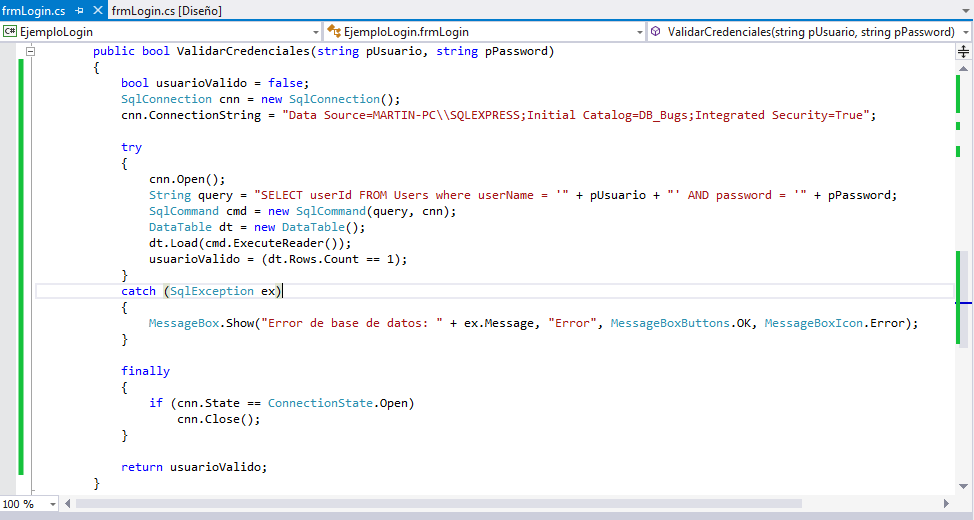 frmLogin.cs
frmLogin.cs [Diseño]
C# EjemploLogin
EjemploLogin.frmLogin
ValidarCredenciales(string pUsuario, string pPassword)
public bool ValidarCredenciales(string pUsuario, string pPassword)
{
bool usuarioValido = false;
SqlConnection cnn = new SqlConnection();
cnn.ConnectionString = "Data Source=MARTIN-PC\\SQLEXPRESS;Initial Catalog=DB_Bugs;Integrated Security=True";
try
{
cnn.Open();
String query = "SELECT userId FROM Users where userName = '" + pUsuario + "' AND password = '" + pPassword;
SqlCommand cmd = new SqlCommand(query, cnn);
DataTable dt = new DataTable();
dt.Load(cmd.ExecuteReader());
usuarioValido = (dt.Rows.Count == 1);
}
catch (SqlException ex)
{
MessageBox.Show("Error de base de datos: " + ex.Message, "Error", MessageBoxButtons.OK, MessageBoxIcon.Error);
}
finally
{
if (cnn.State == ConnectionState.Open)
cnn.Close();
}
return usuarioValido;
}
100 %